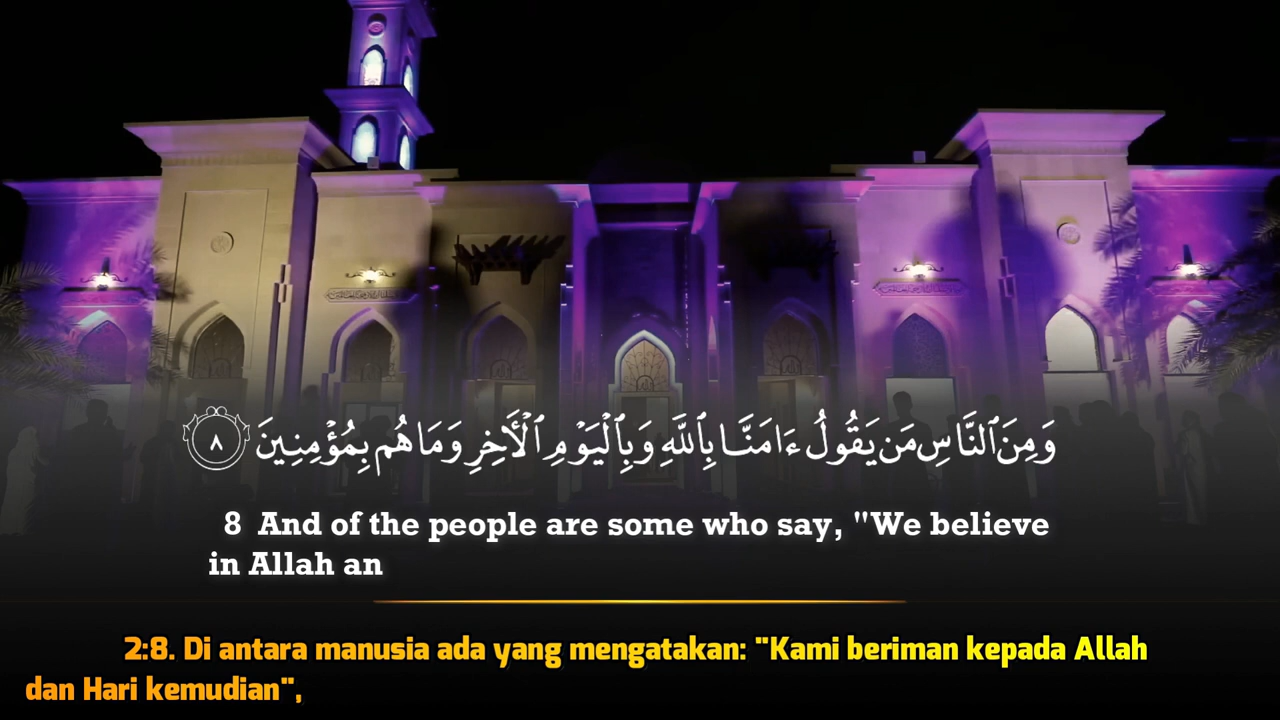 وَمِنَ ٱلنَّاسِ مَن يَقُولُ ءَامَنَّا بِٱللَّهِ وَبِٱلْيَوْمِ ٱلْأَخِرِ وَمَا هُم بِمُؤْمِنِينَ ٨
8 And of the people are some who say, "We believe
in Allah an
2:8. Di antara manusia ada yang mengatakan: "Kami beriman kepada Allah
dan Hari kemudian",